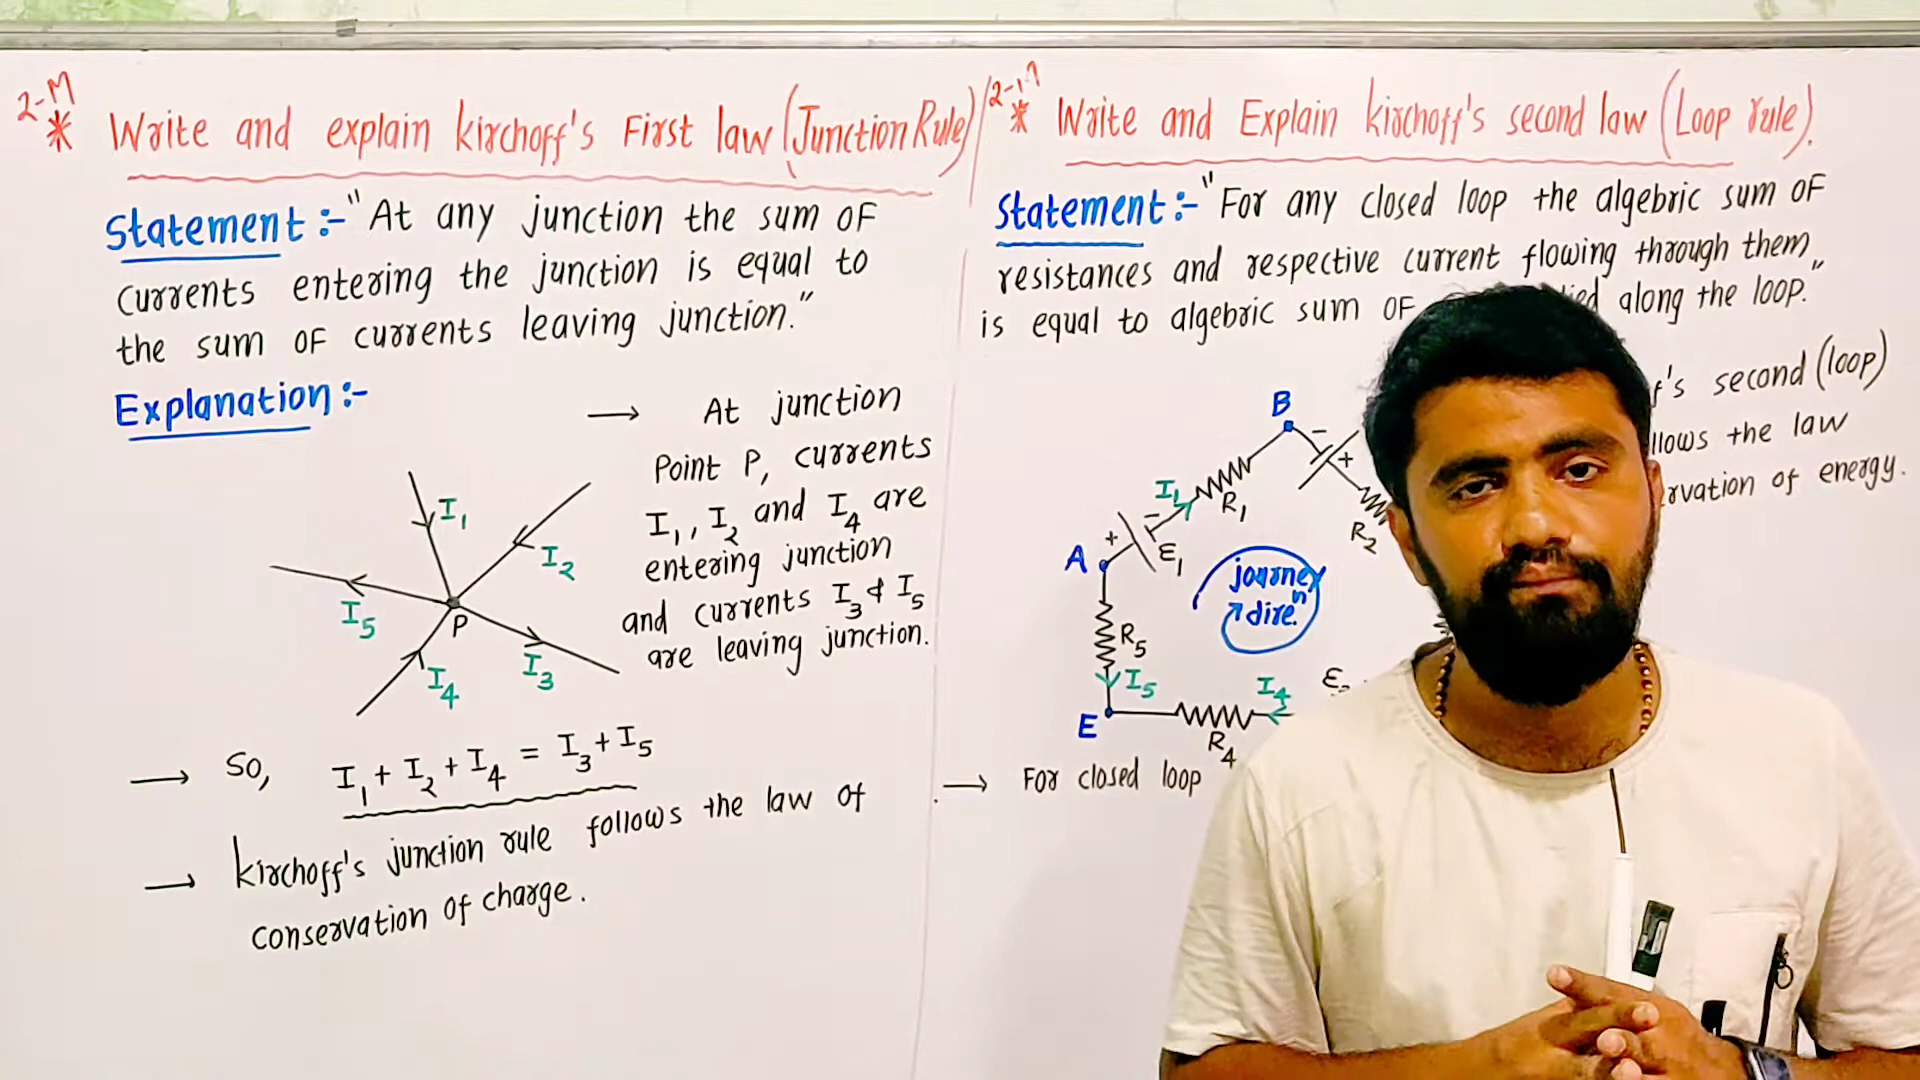 2-M
* Write and explain kirchoff's First law (Junction Rule)
Statement :- "At any junction the sum of
currents entering the junction is equal to
the sum of currents leaving junction."
Explanation :-
→ At junction
Point P, currents
I1, I2 and I4 are
entering junction
and currents I3 & I5
are leaving junction.
I1
I2
I5
P
I4
I3
→ So, I1 + I2 + I4 = I3 + I5
→ kirchoff's junction rule follows the law of
conservation of charge.
2-M
* Write and Explain kirchoff's second law (Loop rule).
Statement :- "For any closed loop the algebric sum of
resistances and respective current flowing through them
is equal to algebric sum of along the loop."
second (loop)
the law
of energy.
B
- +
I1
R1
R2
+ -
A
ε1
journey
dire^n.
R5
I5
I4
E
R4
→ For closed loop